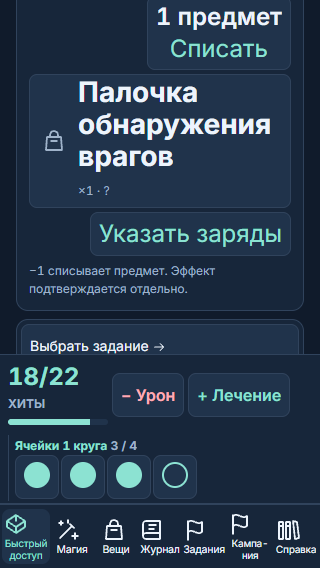 1 предмет
Списать
Палочка
обнаружения
врагов
×1 · ?
Указать заряды
−1 списывает предмет. Эффект
подтверждается отдельно.
Выбрать задание →
18/22
ХИТЫ
− Урон
+ Лечение
Ячейки 1 круга 3 / 4
Быстрый
доступ
Магия
Вещи
Журнал
Задания
Кампа-
ния
Справка